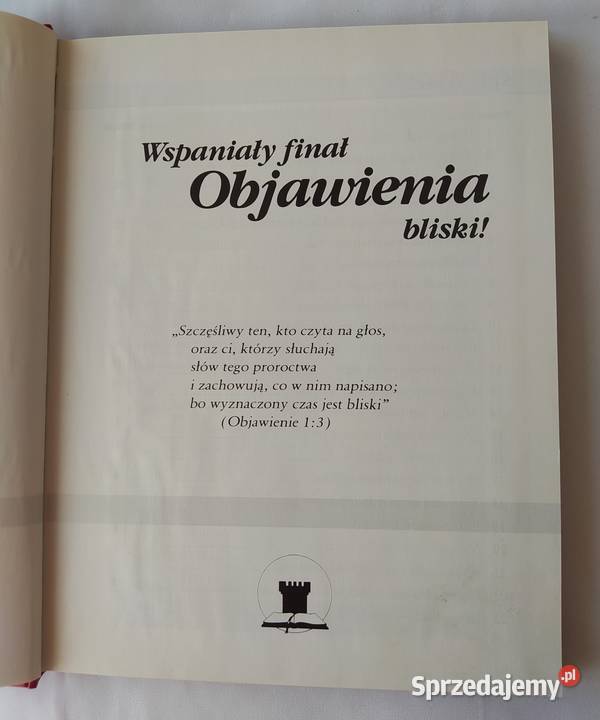 Wspaniały finał
Objawienia
bliski!
„Szczęśliwy ten, kto czyta na głos,
oraz ci, którzy słuchają
słów tego proroctwa
i zachowują, co w nim napisano;
bo wyznaczony czas jest bliski”
(Objawienie 1:3)
Sprzedajemy.pl